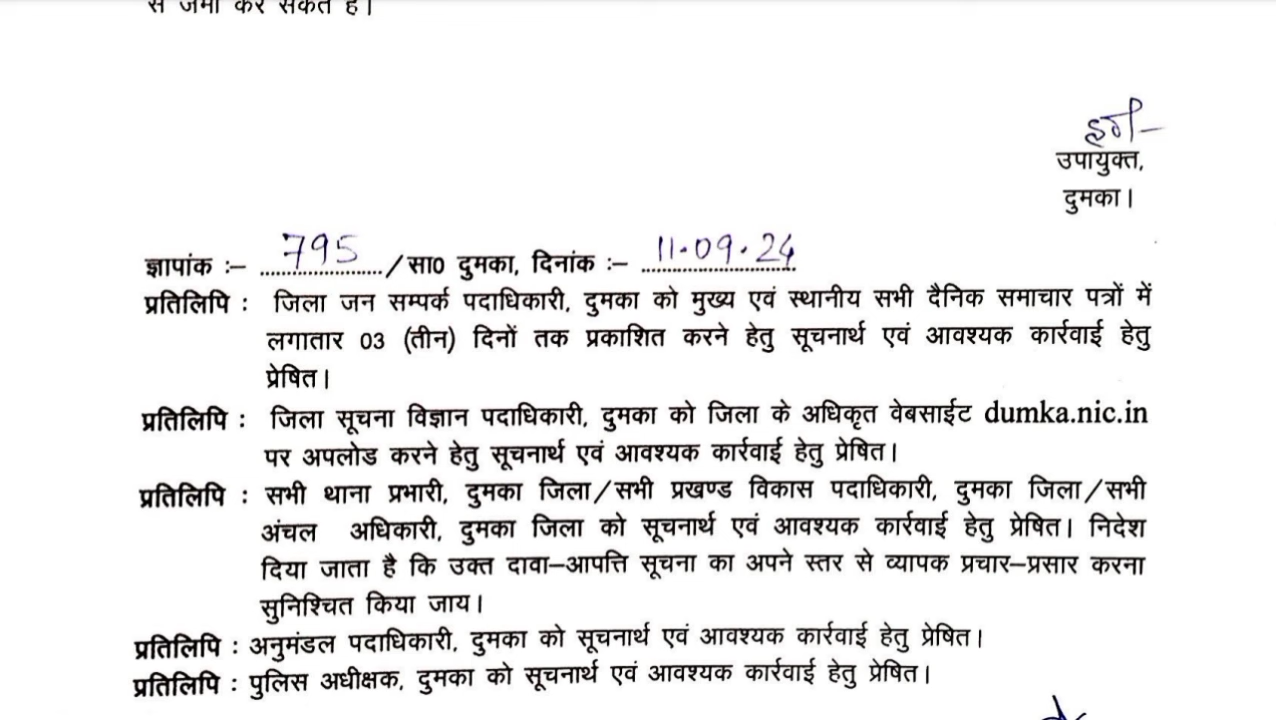 से जमा कर सकते हैं।
ह०/-
उपायुक्त,
दुमका।
ज्ञापांक :– 795 /सा0 दुमका, दिनांक :– 11.09.24
प्रतिलिपि : जिला जन सम्पर्क पदाधिकारी, दुमका को मुख्य एवं स्थानीय सभी दैनिक समाचार पत्रों में
लगातार 03 (तीन) दिनों तक प्रकाशित करने हेतु सूचनार्थ एवं आवश्यक कार्रवाई हेतु
प्रेषित।
प्रतिलिपि : जिला सूचना विज्ञान पदाधिकारी, दुमका को जिला के अधिकृत वेबसाईट dumka.nic.in
पर अपलोड करने हेतु सूचनार्थ एवं आवश्यक कार्रवाई हेतु प्रेषित।
प्रतिलिपि : सभी थाना प्रभारी, दुमका जिला/सभी प्रखण्ड विकास पदाधिकारी, दुमका जिला/सभी
अंचल अधिकारी, दुमका जिला को सूचनार्थ एवं आवश्यक कार्रवाई हेतु प्रेषित। निदेश
दिया जाता है कि उक्त दावा–आपत्ति सूचना का अपने स्तर से व्यापक प्रचार–प्रसार करना
सुनिश्चित किया जाय।
प्रतिलिपि : अनुमंडल पदाधिकारी, दुमका को सूचनार्थ एवं आवश्यक कार्रवाई हेतु प्रेषित।
प्रतिलिपि : पुलिस अधीक्षक, दुमका को सूचनार्थ एवं आवश्यक कार्रवाई हेतु प्रेषित।